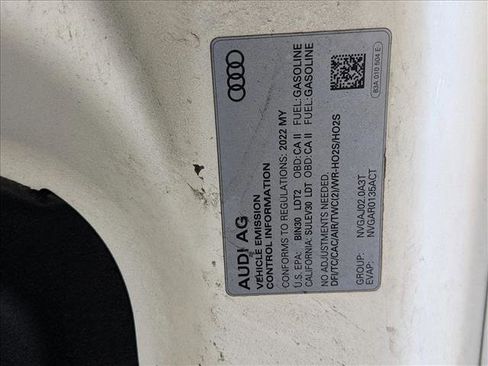 AUDI AG
VEHICLE EMISSION
CONTROL INFORMATION
CONFORMS TO REGULATIONS: 2022 MY
U.S. EPA: BIN30 LDT2 OBD: CA II FUEL: GASOLINE
CALIFORNIA: SULEV30 LDT OBD: CA II FUEL: GASOLINE
NO ADJUSTMENTS NEEDED
DFI/TC/CAC/AIR/TWC(2)/WR-HO2S/HO2S
GROUP: NVGAJ02.0A3T
EVAP: NVGAR0135ACT
83A 010 504 E